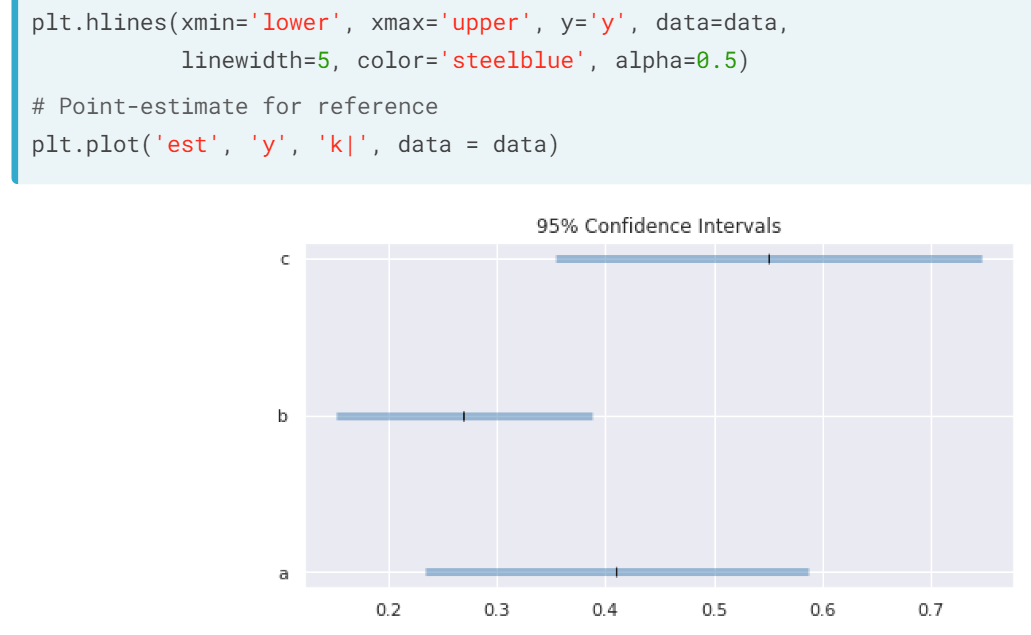 plt.hlines(xmin='lower', xmax='upper', y='y', data=data,
           linewidth=5, color='steelblue', alpha=0.5)
# Point-estimate for reference
plt.plot('est', 'y', 'k|', data = data)
95% Confidence Intervals
c
b
a
0.2 0.3 0.4 0.5 0.6 0.7